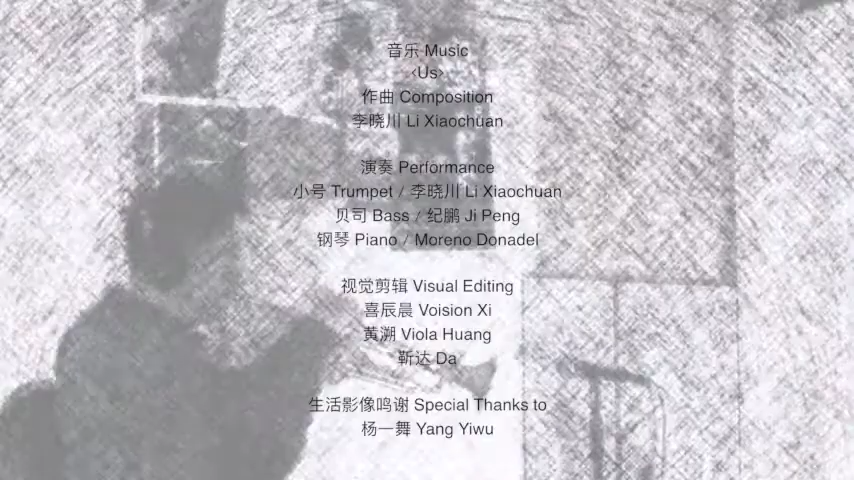 音乐 Music
‹Us›
作曲 Composition
李晓川 Li Xiaochuan
演奏 Performance
小号 Trumpet / 李晓川 Li Xiaochuan
贝司 Bass / 纪鹏 Ji Peng
钢琴 Piano / Moreno Donadel
视觉剪辑 Visual Editing
喜辰晨 Voision Xi
黄溯 Viola Huang
靳达 Da
生活影像鸣谢 Special Thanks to
杨一舞 Yang Yiwu